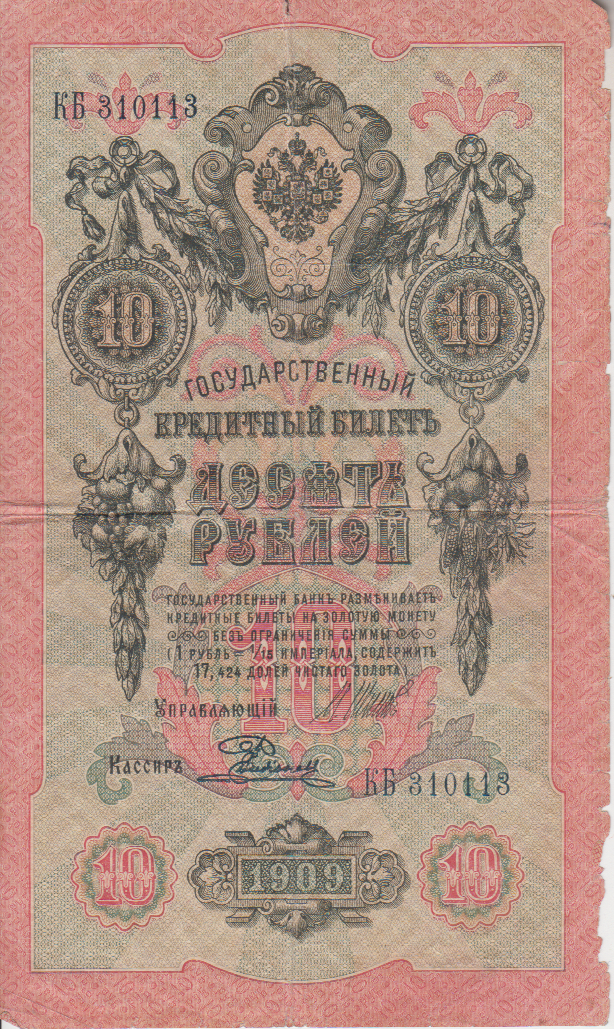 КБ 310113
10 10
ГОСУДАРСТВЕННЫЙ
КРЕДИТНЫЙ БИЛЕТЪ
ДЕСЯТЬ
РУБЛЕЙ
ГОСУДАРСТВЕННЫЙ БАНКЪ РАЗМѢНИВАЕТЪ
КРЕДИТНЫЕ БИЛЕТЫ НА ЗОЛОТУЮ МОНЕТУ
БЕЗЪ ОГРАНИЧЕНІЯ СУММЫ
(1 РУБЛЬ = 1/15 ИМПЕРІАЛА, СОДЕРЖИТЪ
17,424 ДОЛЕЙ ЧИСТАГО ЗОЛОТА)
10
УПРАВЛЯЮЩІЙ
КАССИРЪ
КБ 310113
10 1909 10